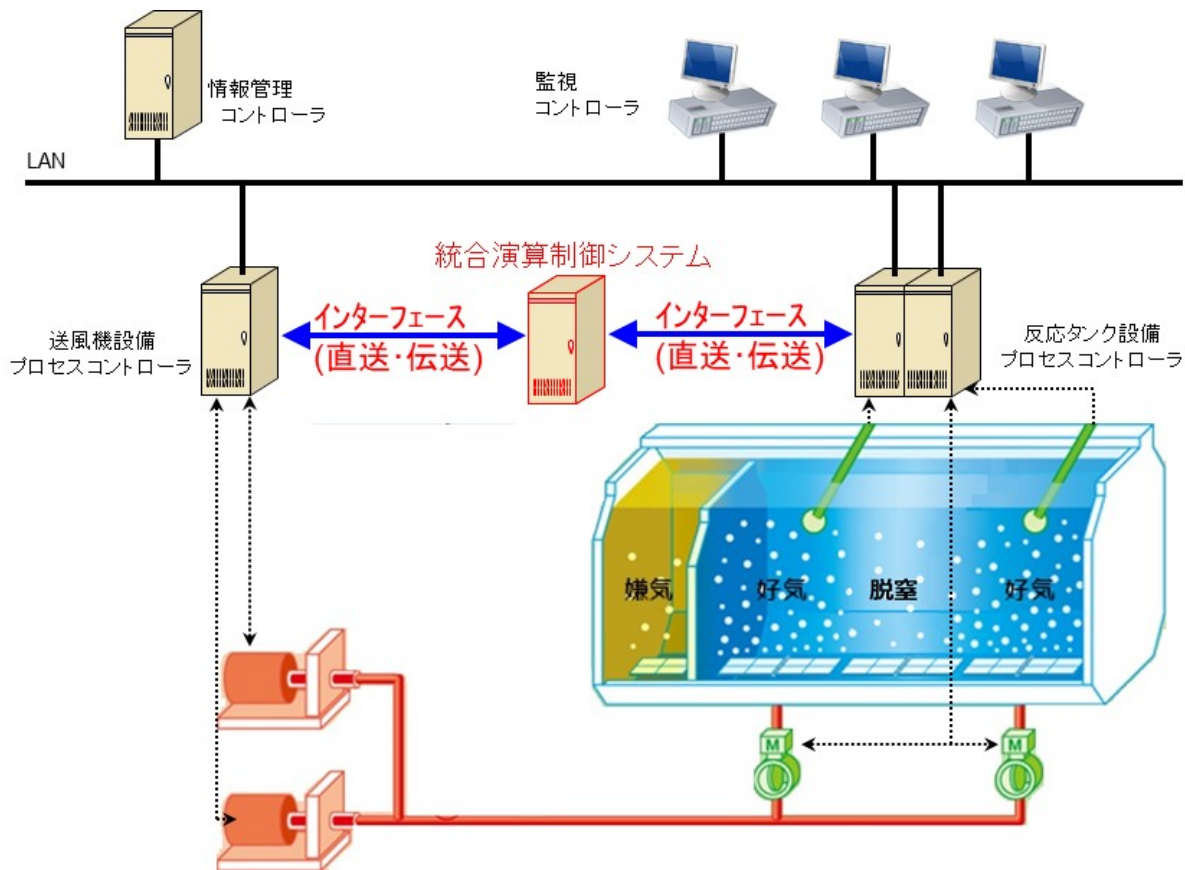 情報管理
コントローラ
監視
コントローラ
LAN
統合演算制御システム
送風機設備
プロセスコントローラ
インターフェース
(直送・伝送)
インターフェース
(直送・伝送)
反応タンク設備
プロセスコントローラ
嫌気
好気
脱窒
好気
M
M